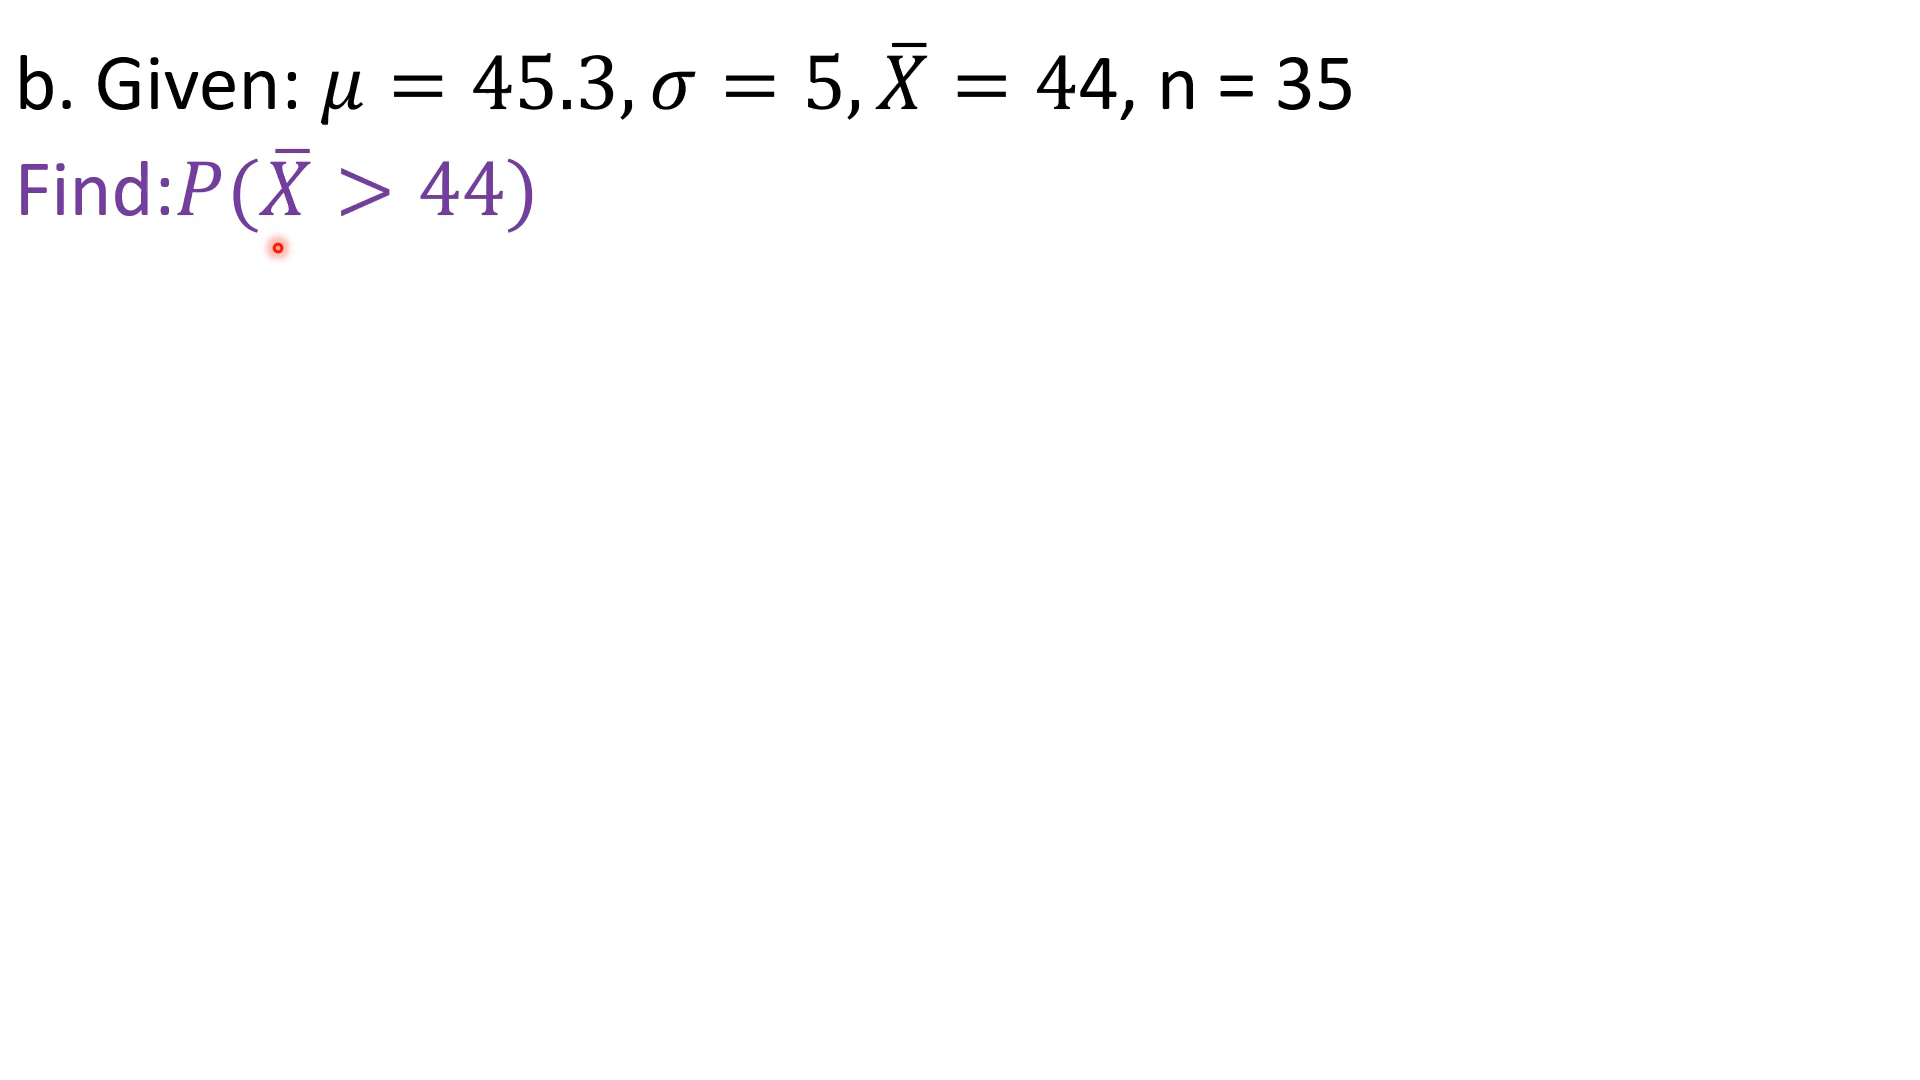 b. Given: 𝜇 = 45.3, 𝜎 = 5, X̅ = 44, n = 35
Find:𝑃(X̅ > 44)